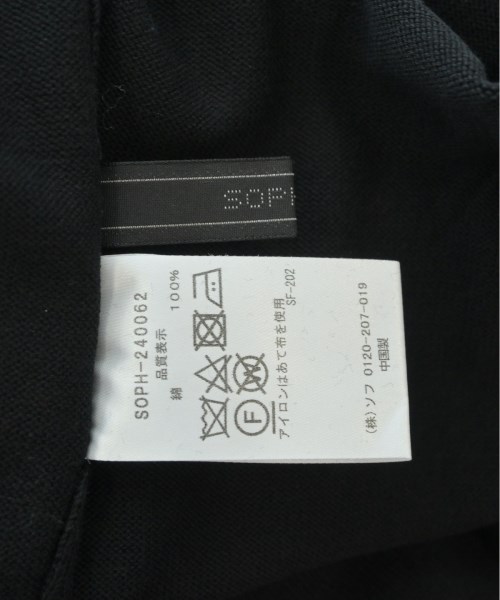 SOPH
SOPH-240062
品質表示
綿 100%
F W
アイロンはあて布を使用
SF-202
(株)ソフ 0120-207-019
中国製